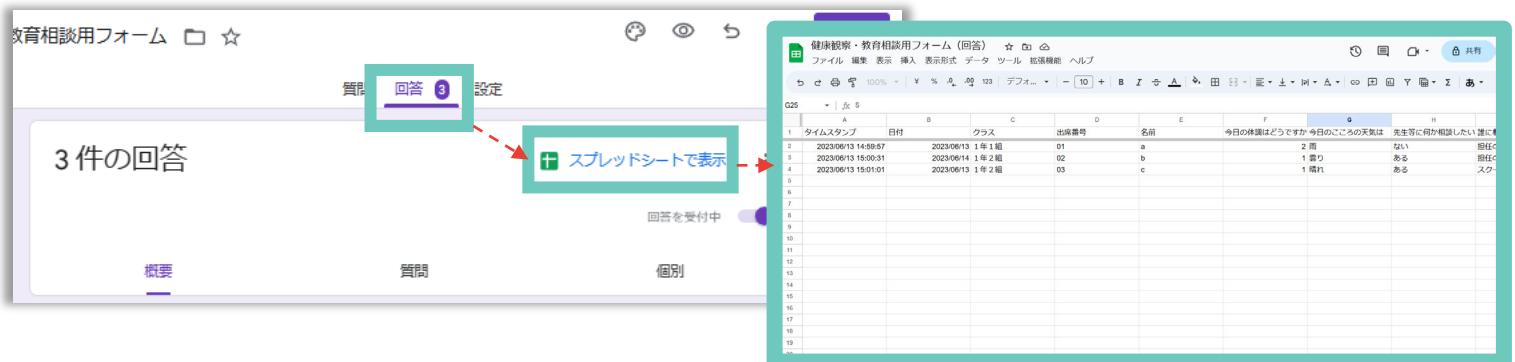 教育相談用フォーム
回答 3 設定
3 件の回答
スプレッドシートで表示
回答を受付中
概要 質問 個別
健康観察・教育相談用フォーム（回答）
ファイル 編集 表示 挿入 表示形式 データ ツール 拡張機能 ヘルプ
共有
100% ¥ % .0 .00 123 デフォ... - 10 + B I A あ
G25 fx 5
A B C D E F G H
1 タイムスタンプ 日付 クラス 出席番号 名前 今日の体調はどうですか 今日のこころの天気は 先生等に何か相談したい
2 2023/06/13 14:59:57 2023/06/13 1 年 1 組 01 a 2 雨 ない
3 2023/06/13 15:00:31 2023/06/14 1 年 2 組 02 b 1 曇り ある
4 2023/06/13 15:01:01 2023/06/13 1 年 2 組 03 c 1 晴れ ある
5
6
7
8
9
10
11
12
13
14
15
16
17
18
19